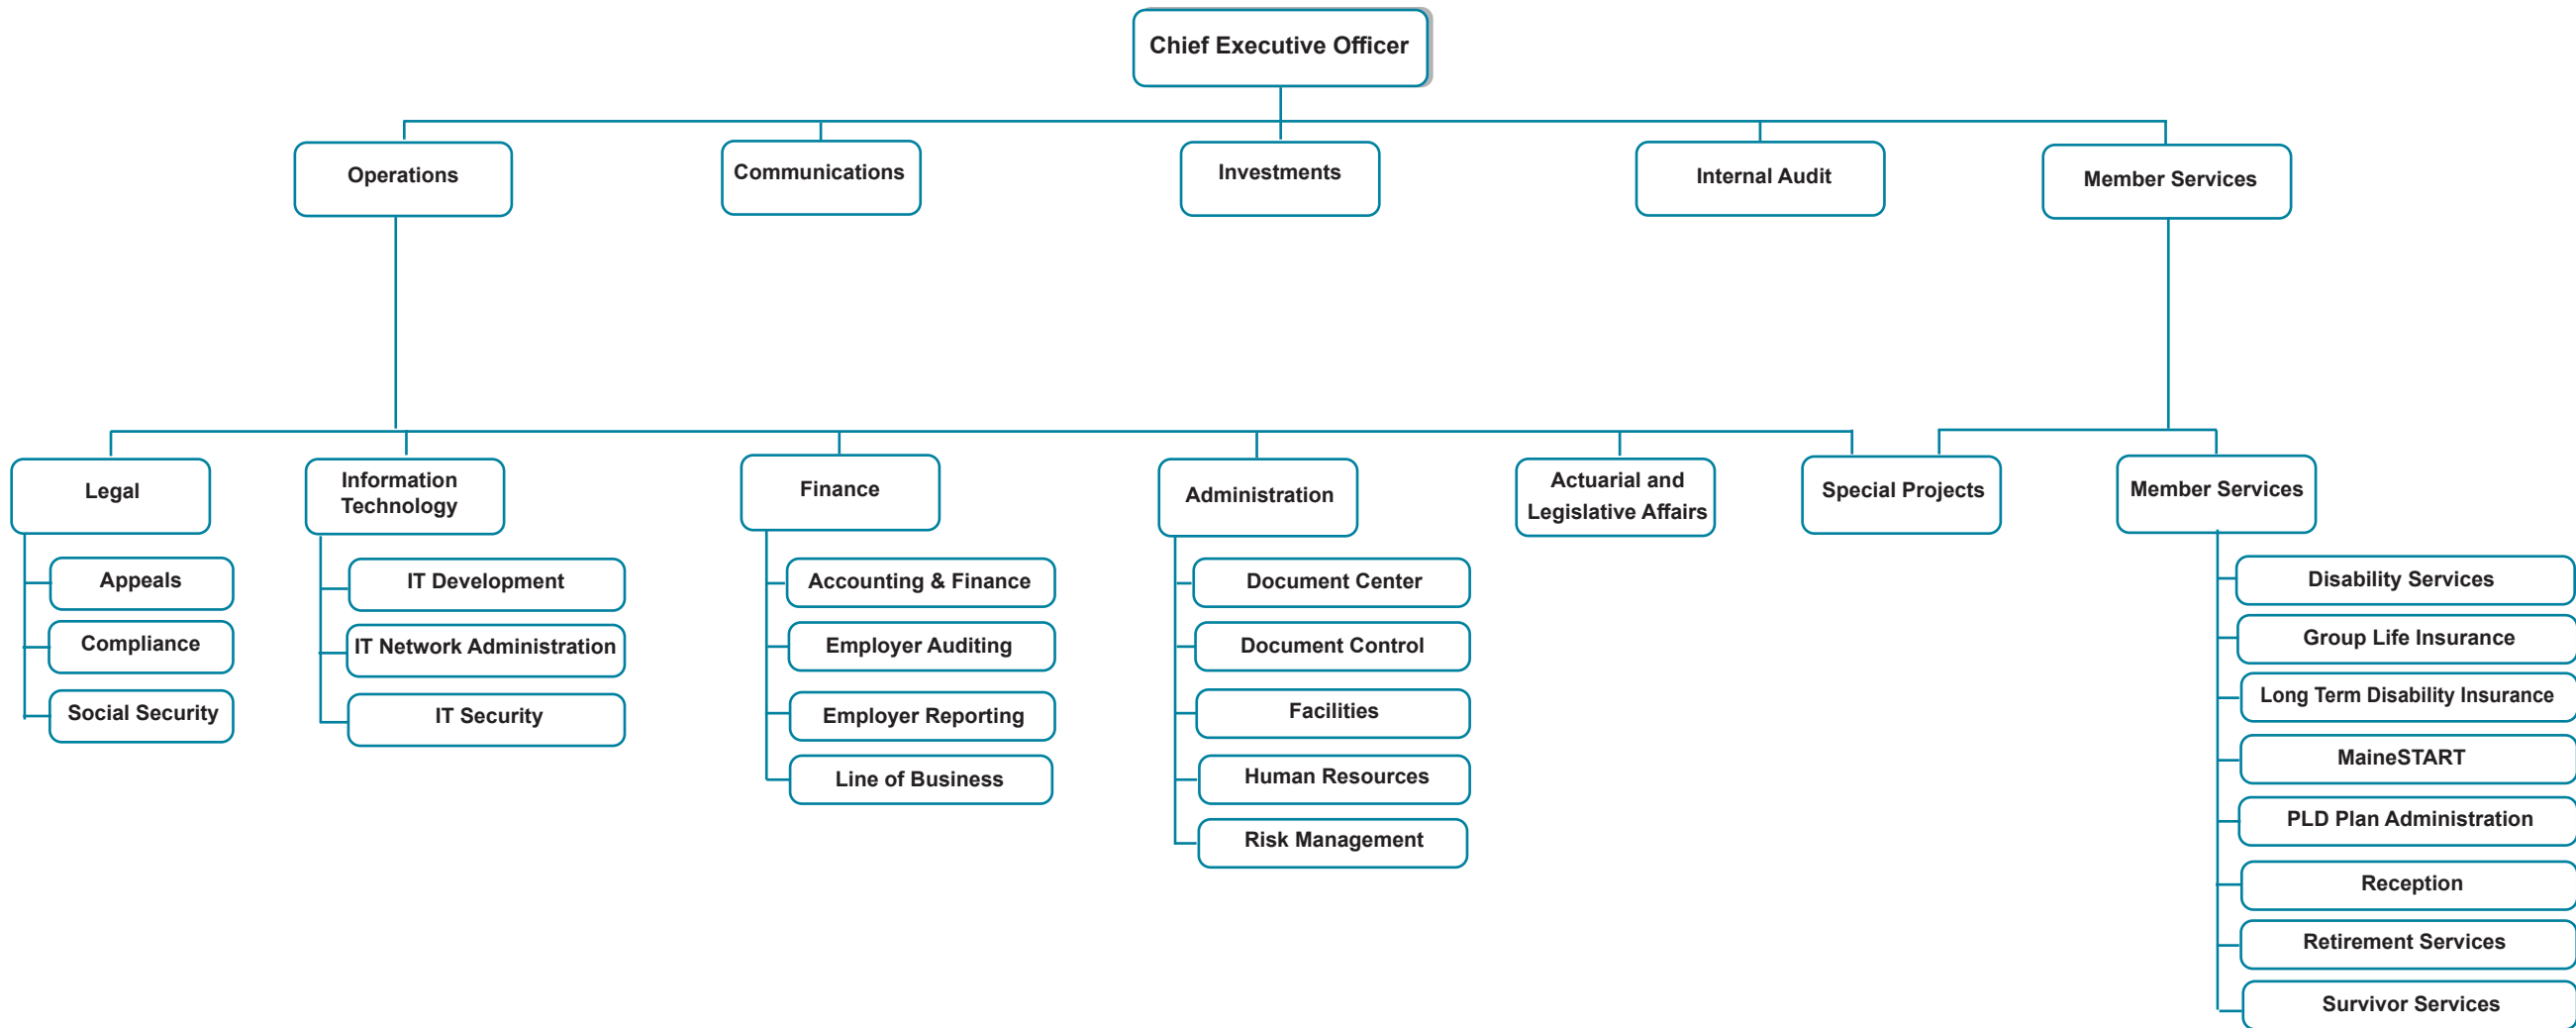 Chief Executive Officer
Operations
Communications
Investments
Internal Audit
Member Services
Legal
Information
Technology
Finance
Administration
Actuarial and
Legislative Affairs
Special Projects
Member Services
Appeals
Compliance
Social Security
IT Development
IT Network Administration
IT Security
Accounting & Finance
Employer Auditing
Employer Reporting
Line of Business
Document Center
Document Control
Facilities
Human Resources
Risk Management
Disability Services
Group Life Insurance
Long Term Disability Insurance
MaineSTART
PLD Plan Administration
Reception
Retirement Services
Survivor Services